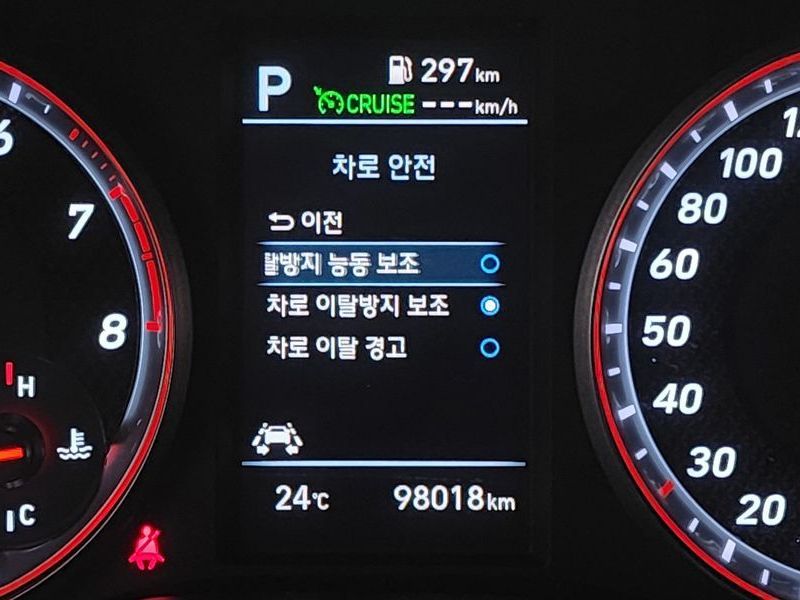 P
297 km
CRUISE ---km/h
차로 안전
이전
탈방지 능동 보조
차로 이탈방지 보조
차로 이탈 경고
24℃
98018km
6
7
8
H
C
100
80
60
50
40
30
20